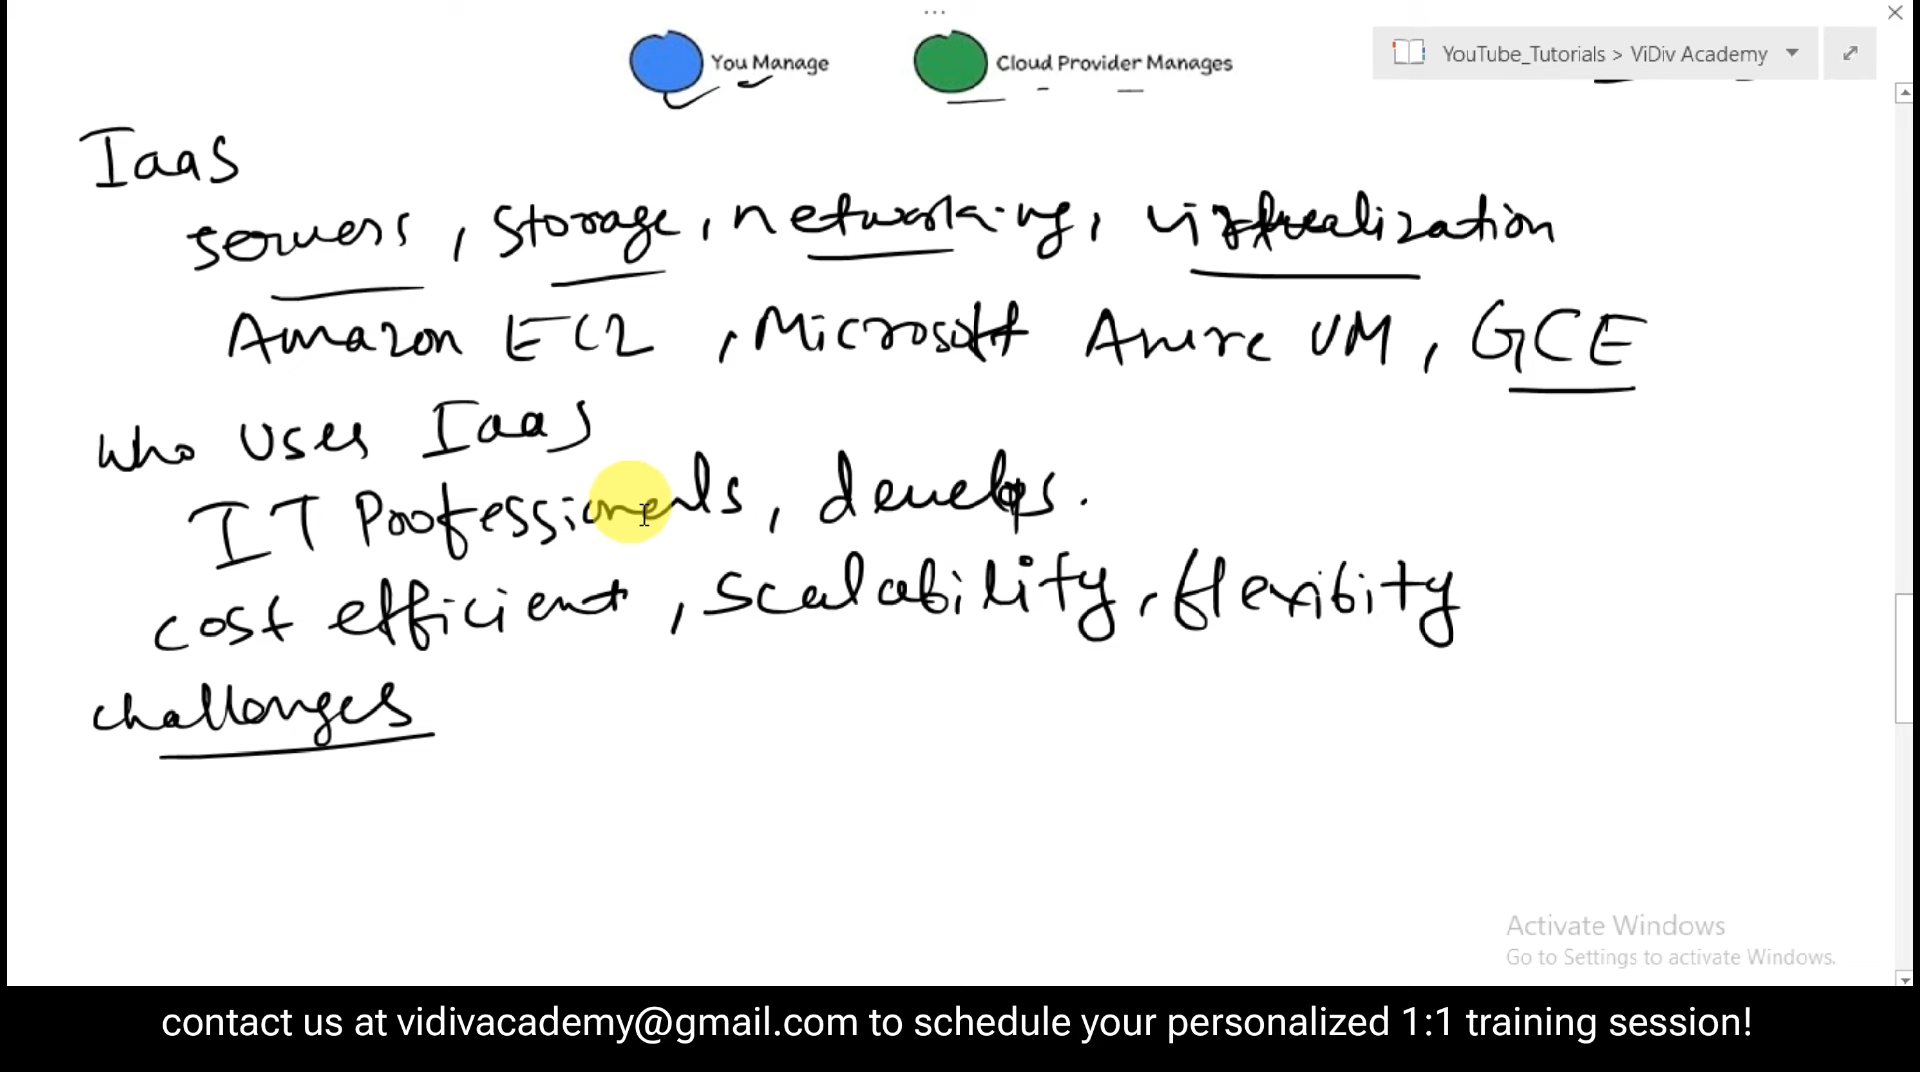 You Manage
Cloud Provider Manages
YouTube_Tutorials > ViDiv Academy
IaaS
servers, storage, networking, virtualization
Amazon EC2, Microsoft Azure VM, GCE
who uses IaaS
IT Professionals, develops.
cost efficient, scalability, flexibity
challenges
Activate Windows
Go to Settings to activate Windows.
contact us at vidivacademy@gmail.com to schedule your personalized 1:1 training session!